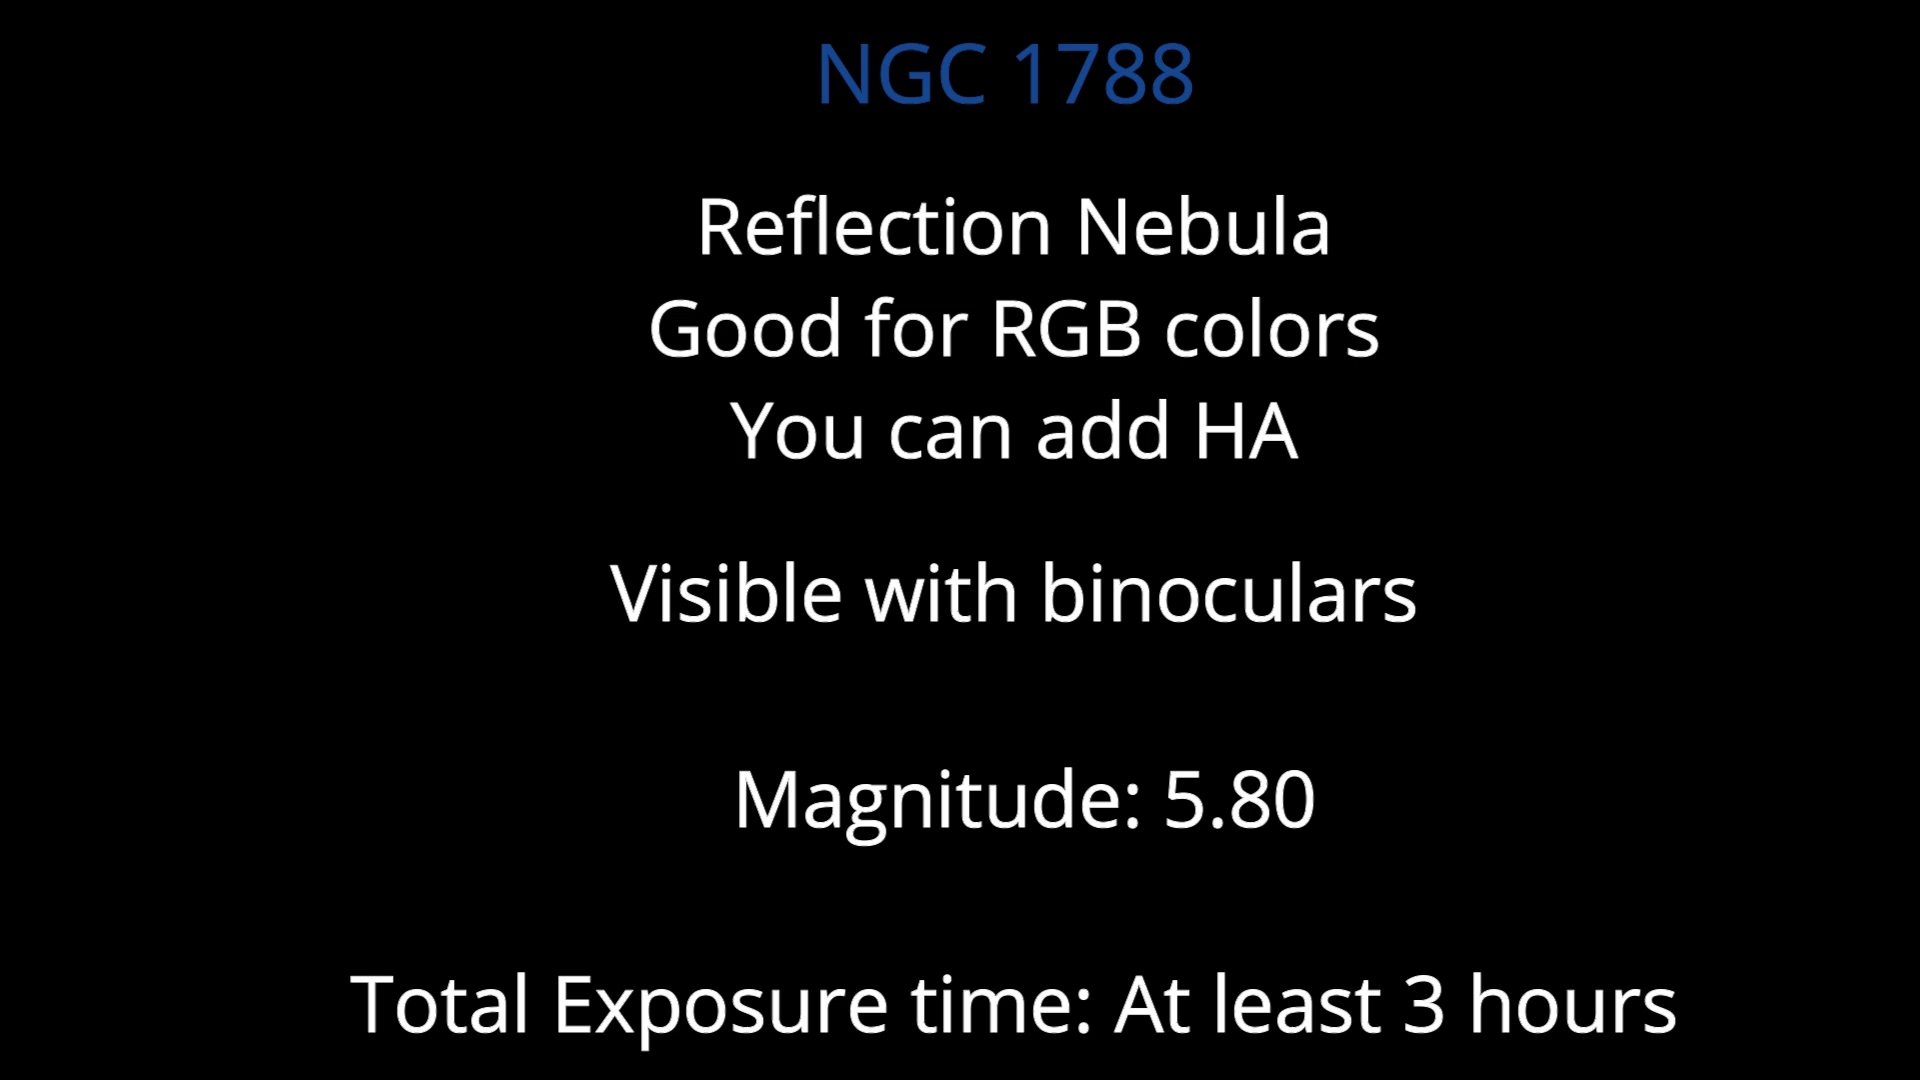 NGC 1788
Reflection Nebula
Good for RGB colors
You can add HA
Visible with binoculars
Magnitude: 5.80
Total Exposure time: At least 3 hours